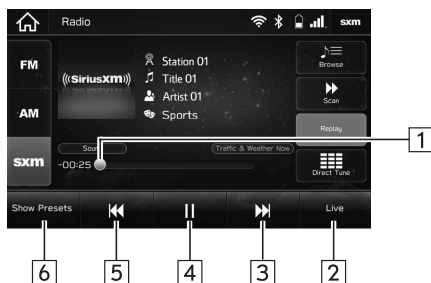 Radio
sxm
FM
AM
sxm
((SiriusXM))
Station 01
Title 01
Artist 01
Sports
Browse
Scan
Replay
Direct Tune
Traffic & Weather Now
-00:25
Show Presets
Live
1
6
5
4
3
2